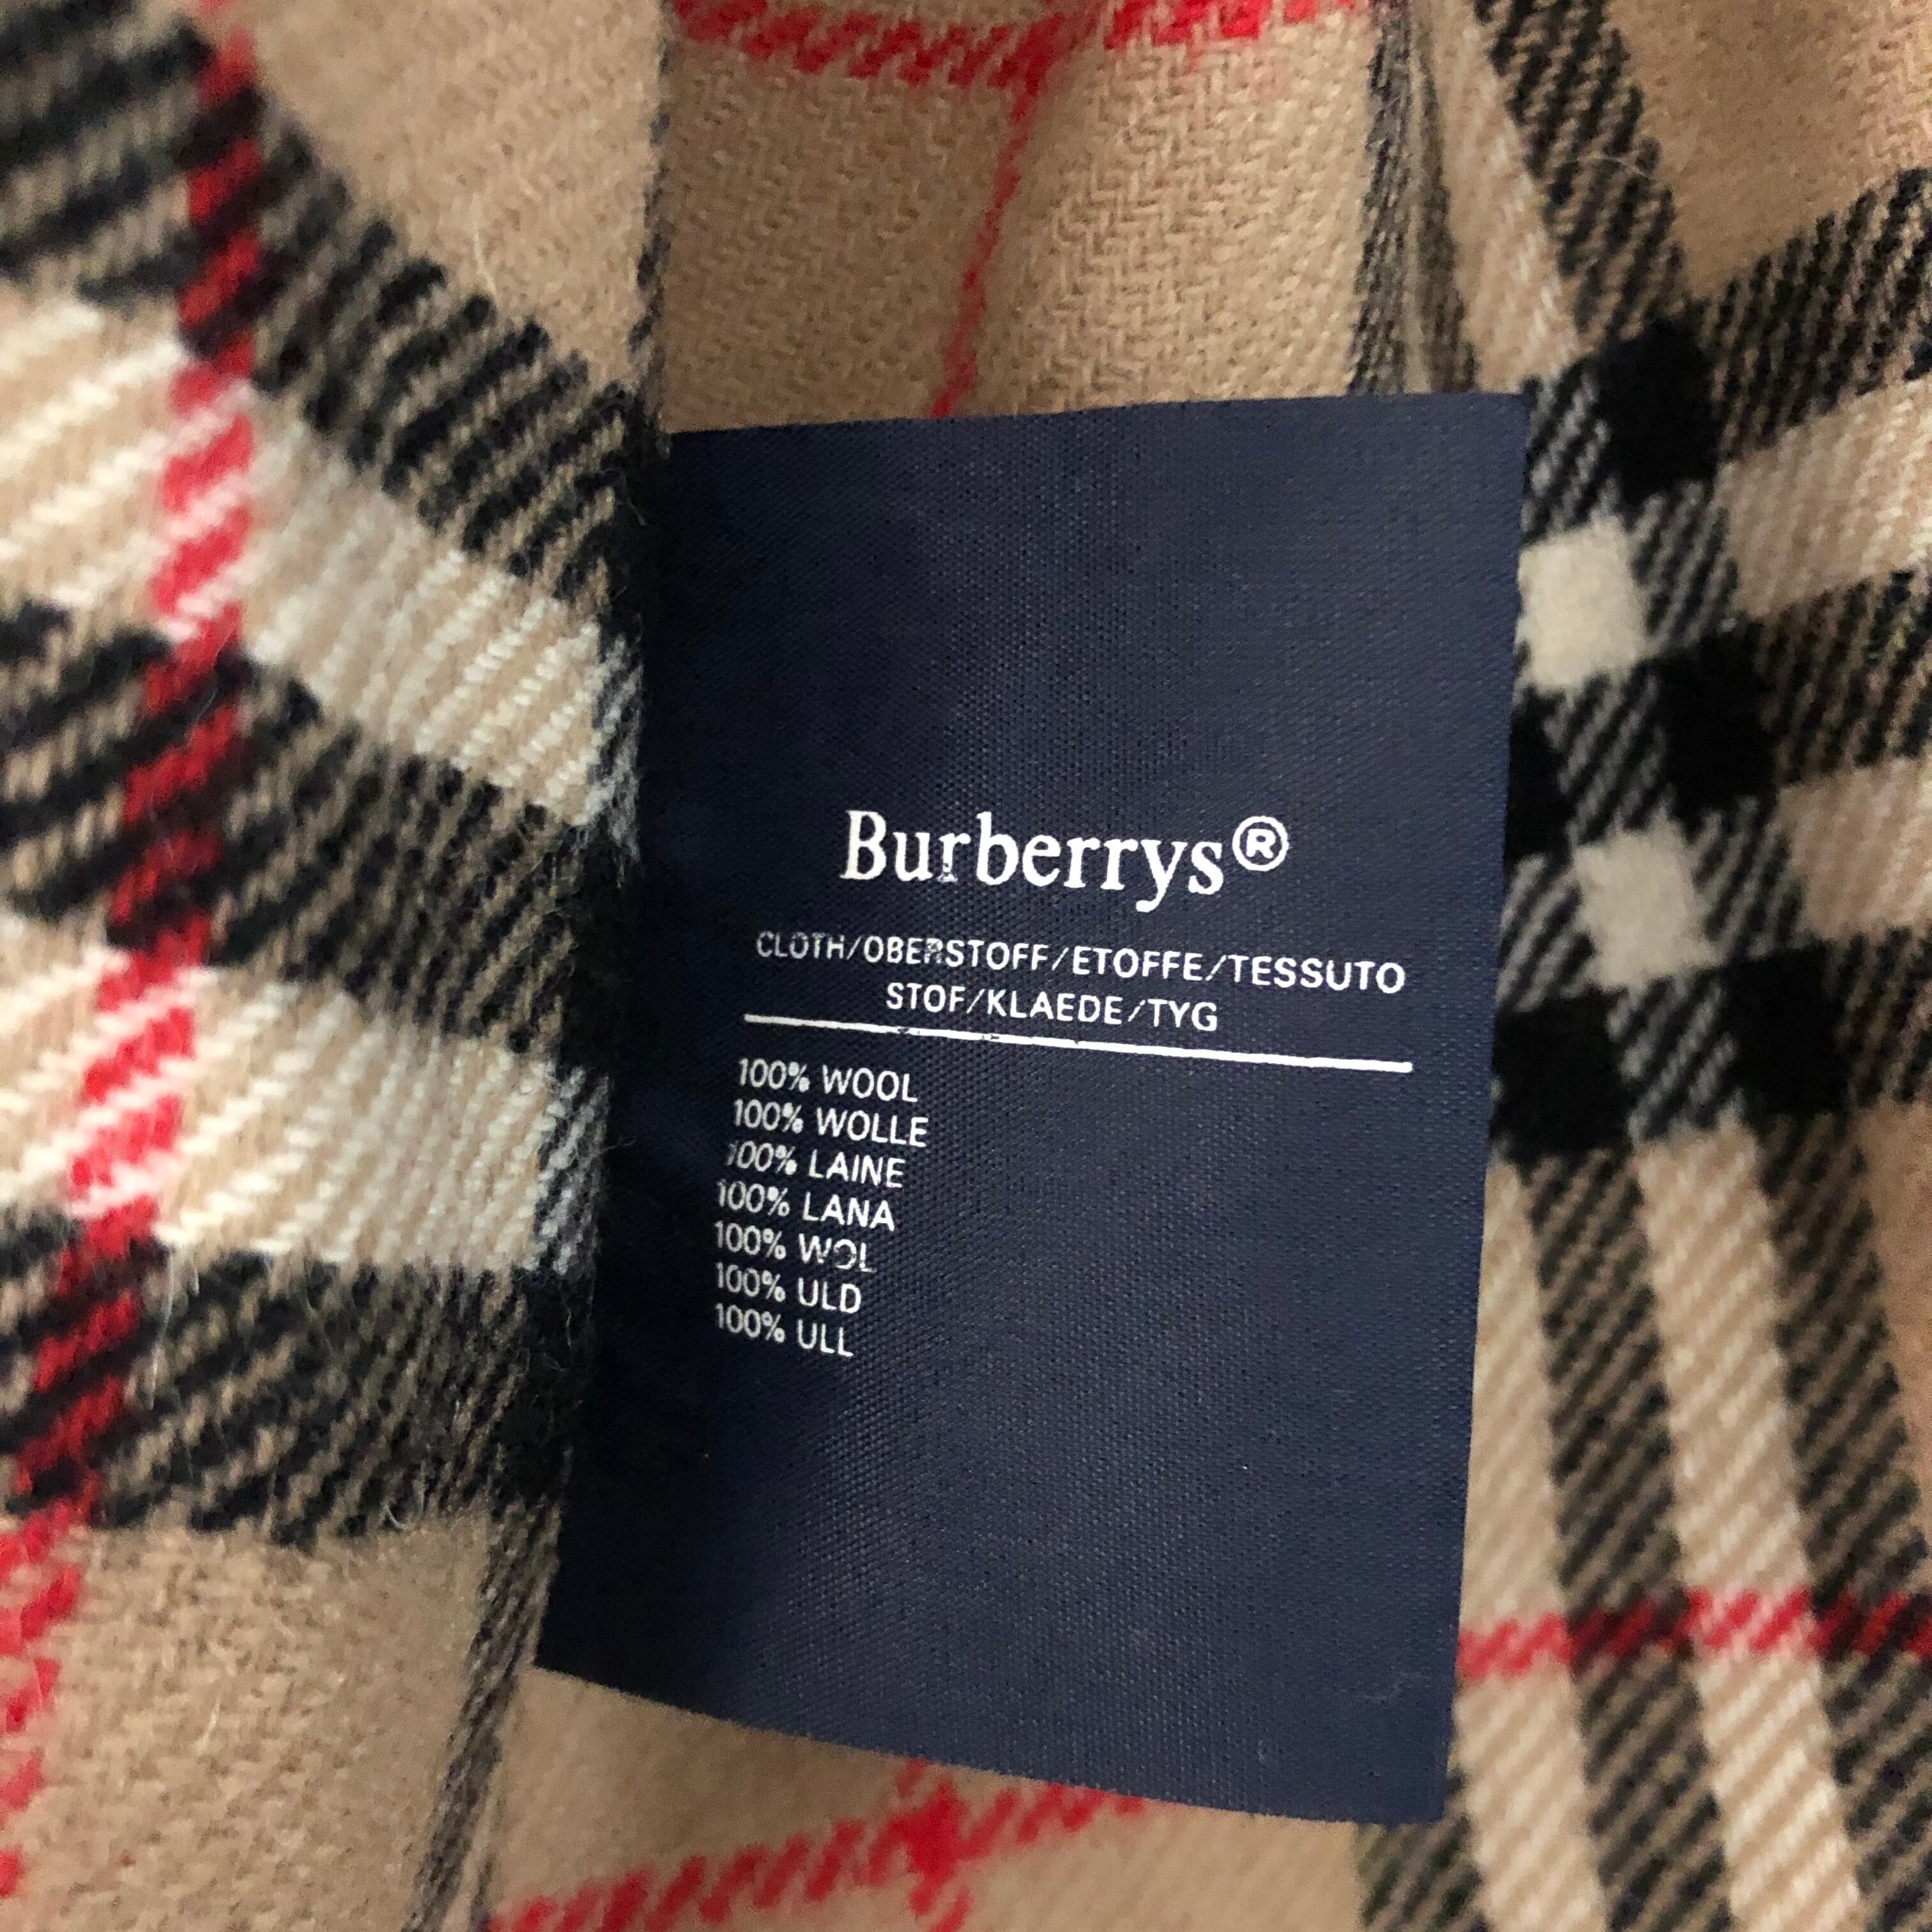 Burberrys®
CLOTH/OBERSTOFF/ETOFFE/TESSUTO
STOF/KLAEDE/TYG
100% WOOL
100% WOLLE
100% LAINE
100% LANA
100% WOL
100% ULD
100% ULL